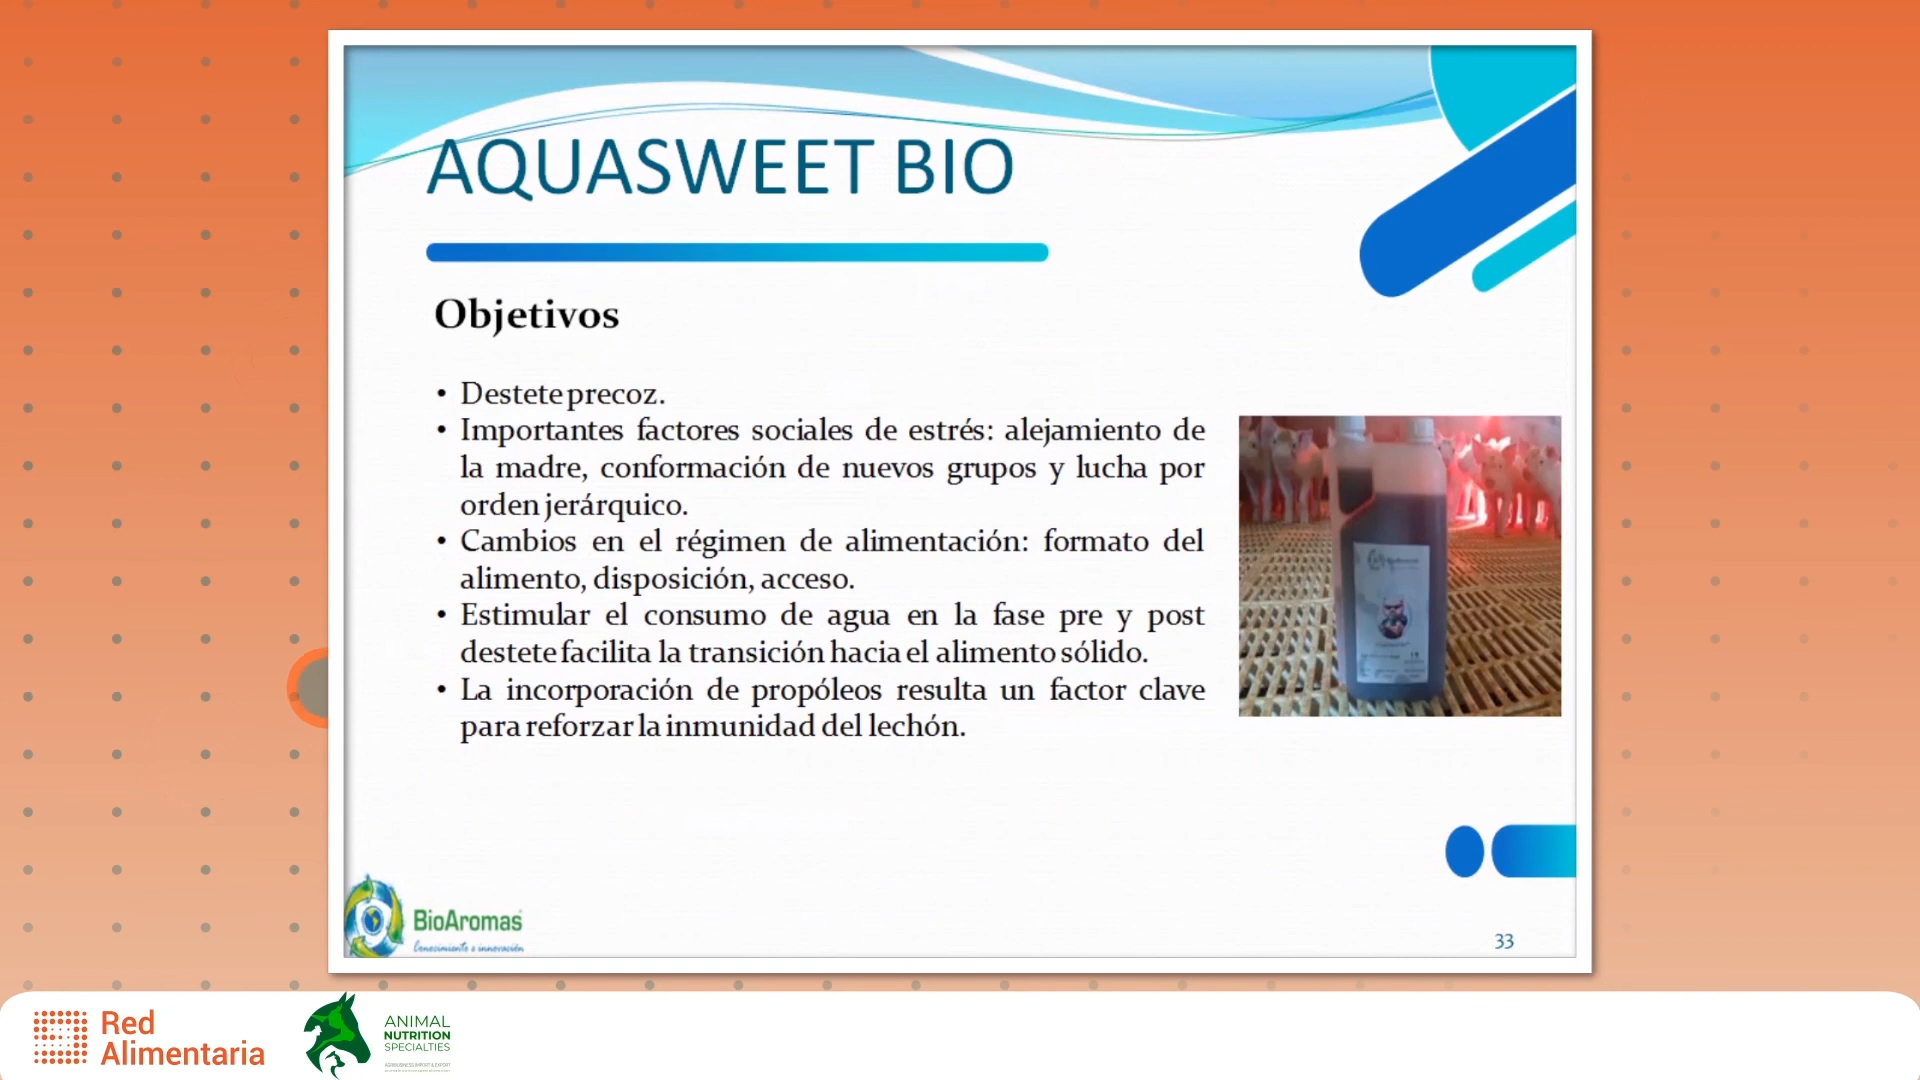 AQUASWEET BIO
Objetivos
• Destete precoz.
• Importantes factores sociales de estrés: alejamiento de
la madre, conformación de nuevos grupos y lucha por
orden jerárquico.
• Cambios en el régimen de alimentación: formato del
alimento, disposición, acceso.
• Estimular el consumo de agua en la fase pre y post
destete facilita la transición hacia el alimento sólido.
• La incorporación de propóleos resulta un factor clave
para reforzar la inmunidad del lechón.
BioAromas
Conocimiento e innovación
33
Red
Alimentaria
ANIMAL
NUTRITION
SPECIALTIES
AGRIBUSINESS IMPORT & EXPORT